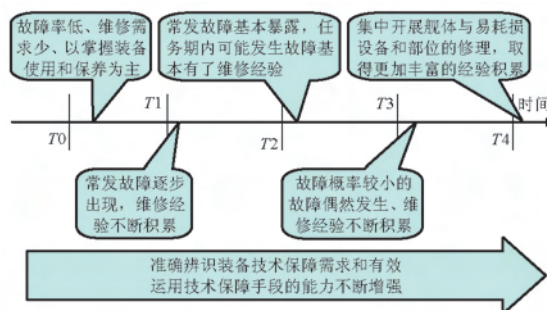 故障率低、维修需
求少、以掌握装备
使用和保养为主
常发故障基本暴露，任
务期内可能发生故障基
本有了维修经验
集中开展舰体与易耗损
设备和部位的修理，取
得更加丰富的经验积累
T0
T1
T2
T3
T4
时间
常发故障逐步
出现，维修经
验不断积累
故障概率较小的
故障偶然发生、维
修经验不断积累
准确辨识装备技术保障需求和有效
运用技术保障手段的能力不断增强